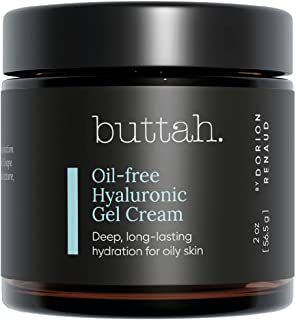 buttah.
Oil-free
Hyaluronic
Gel Cream
Deep, long-lasting
hydration for oily skin
BY DORION
RENAUD
2 oz
[ 56.5 g ]